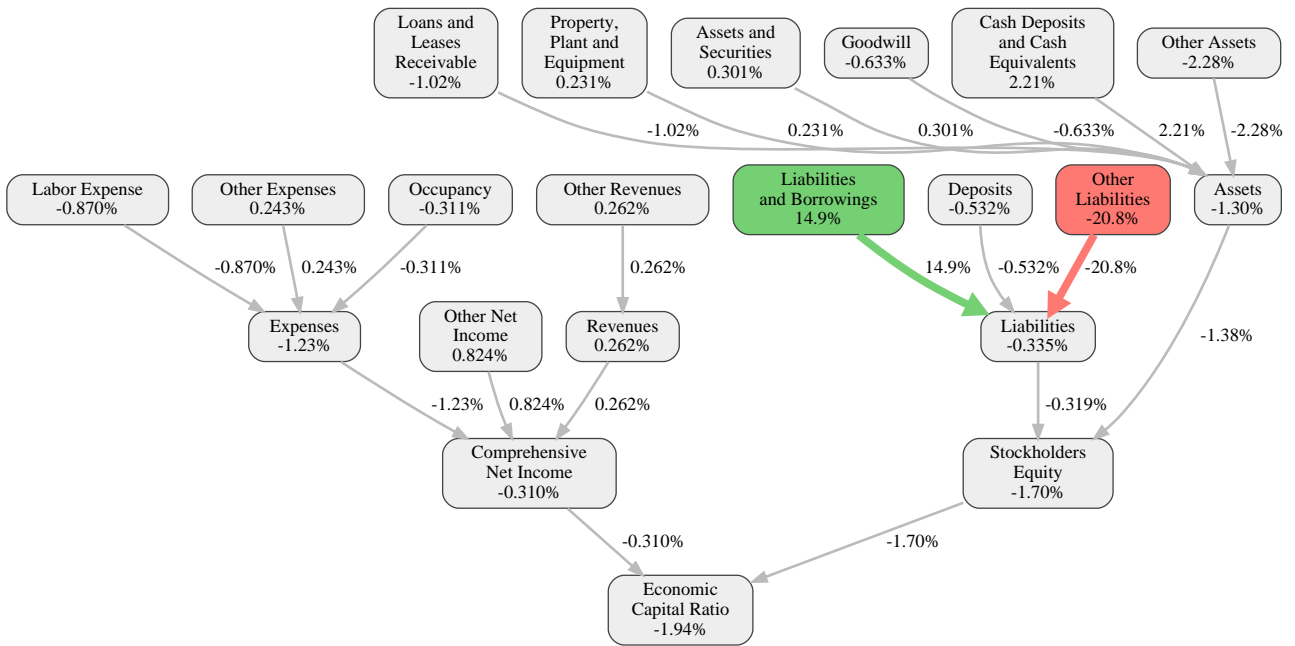 Loans and
Leases
Receivable
-1.02%
Property,
Plant and
Equipment
0.231%
Assets and
Securities
0.301%
Goodwill
-0.633%
Cash Deposits
and Cash
Equivalents
2.21%
Other Assets
-2.28%
-1.02%
0.231%
0.301%
-0.633%
2.21%
-2.28%
Labor Expense
-0.870%
Other Expenses
0.243%
Occupancy
-0.311%
Other Revenues
0.262%
Liabilities
and Borrowings
14.9%
Deposits
-0.532%
Other
Liabilities
-20.8%
Assets
-1.30%
-0.870%
0.243%
-0.311%
0.262%
14.9%
-0.532%
-20.8%
Expenses
-1.23%
Other Net
Income
0.824%
Revenues
0.262%
Liabilities
-0.335%
-1.38%
-1.23%
0.824%
0.262%
-0.319%
Comprehensive
Net Income
-0.310%
Stockholders
Equity
-1.70%
-0.310%
-1.70%
Economic
Capital Ratio
-1.94%